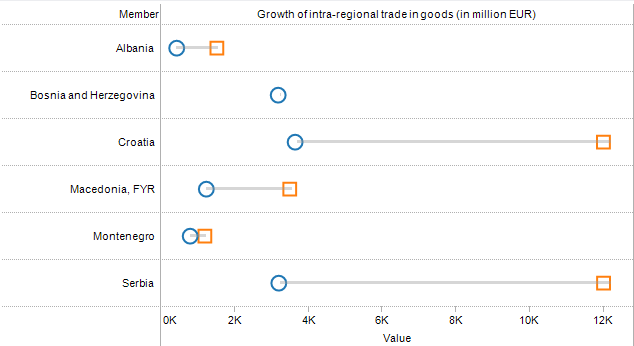 Member Growth of intra-regional trade in goods (in million EUR)
Albania
Bosnia and Herzegovina
Croatia
Macedonia, FYR
Montenegro
Serbia
0K 2K 4K 6K 8K 10K 12K
Value